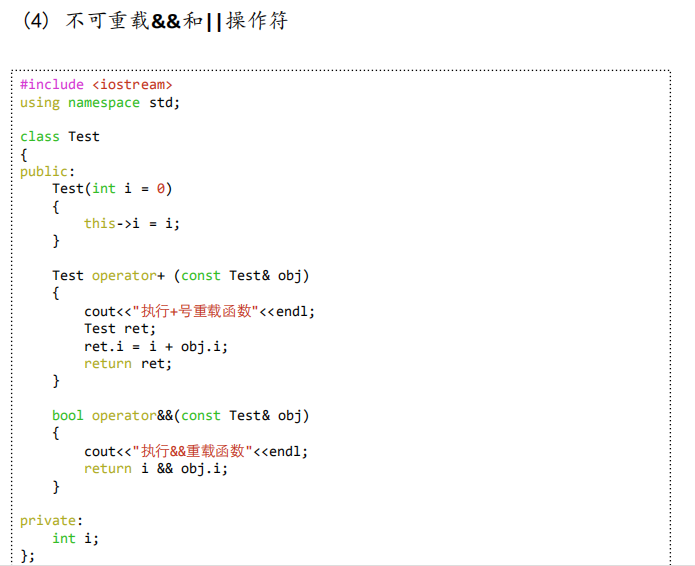 (4) 不可重载&&和||操作符
#include <iostream>
using namespace std;
class Test
{
public:
    Test(int i = 0)
    {
        this->i = i;
    }
    Test operator+ (const Test& obj)
    {
        cout<<"执行+号重载函数"<<endl;
        Test ret;
        ret.i = i + obj.i;
        return ret;
    }
    bool operator&&(const Test& obj)
    {
        cout<<"执行&&重载函数"<<endl;
        return i && obj.i;
    }
private:
    int i;
};